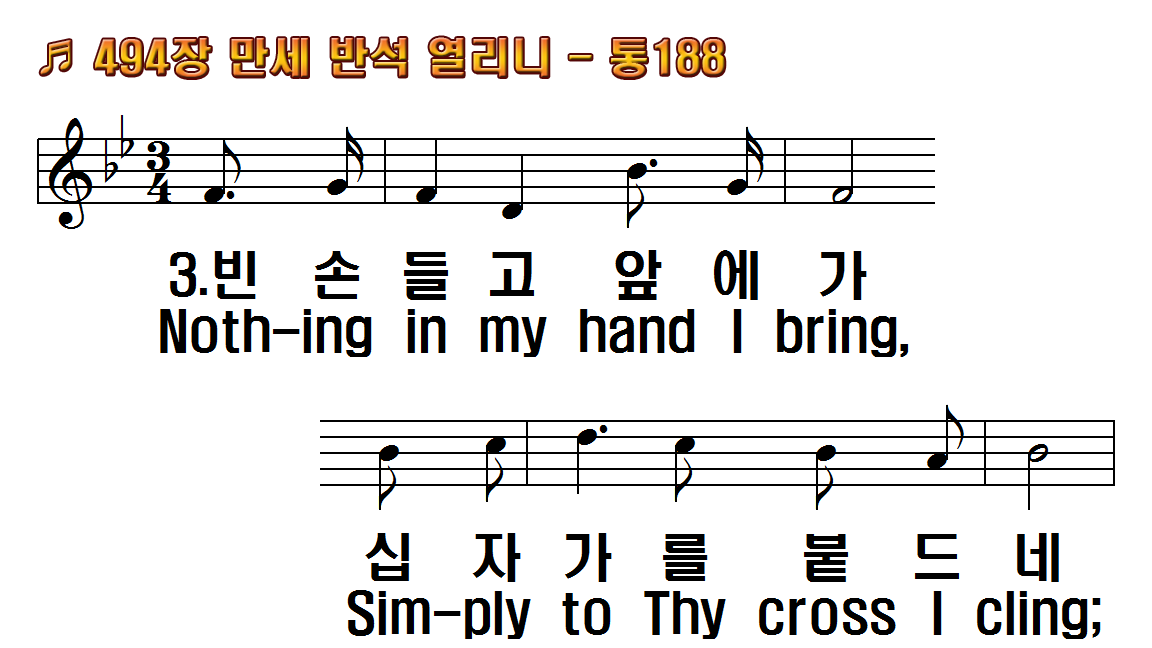 ♬ 494장 만세 반석 열리니 - 통188
3.빈 손 들 고 앞 에 가
Noth-ing in my hand I bring,
십 자 가 를 붙 드 네
Sim-ply to Thy cross I cling;